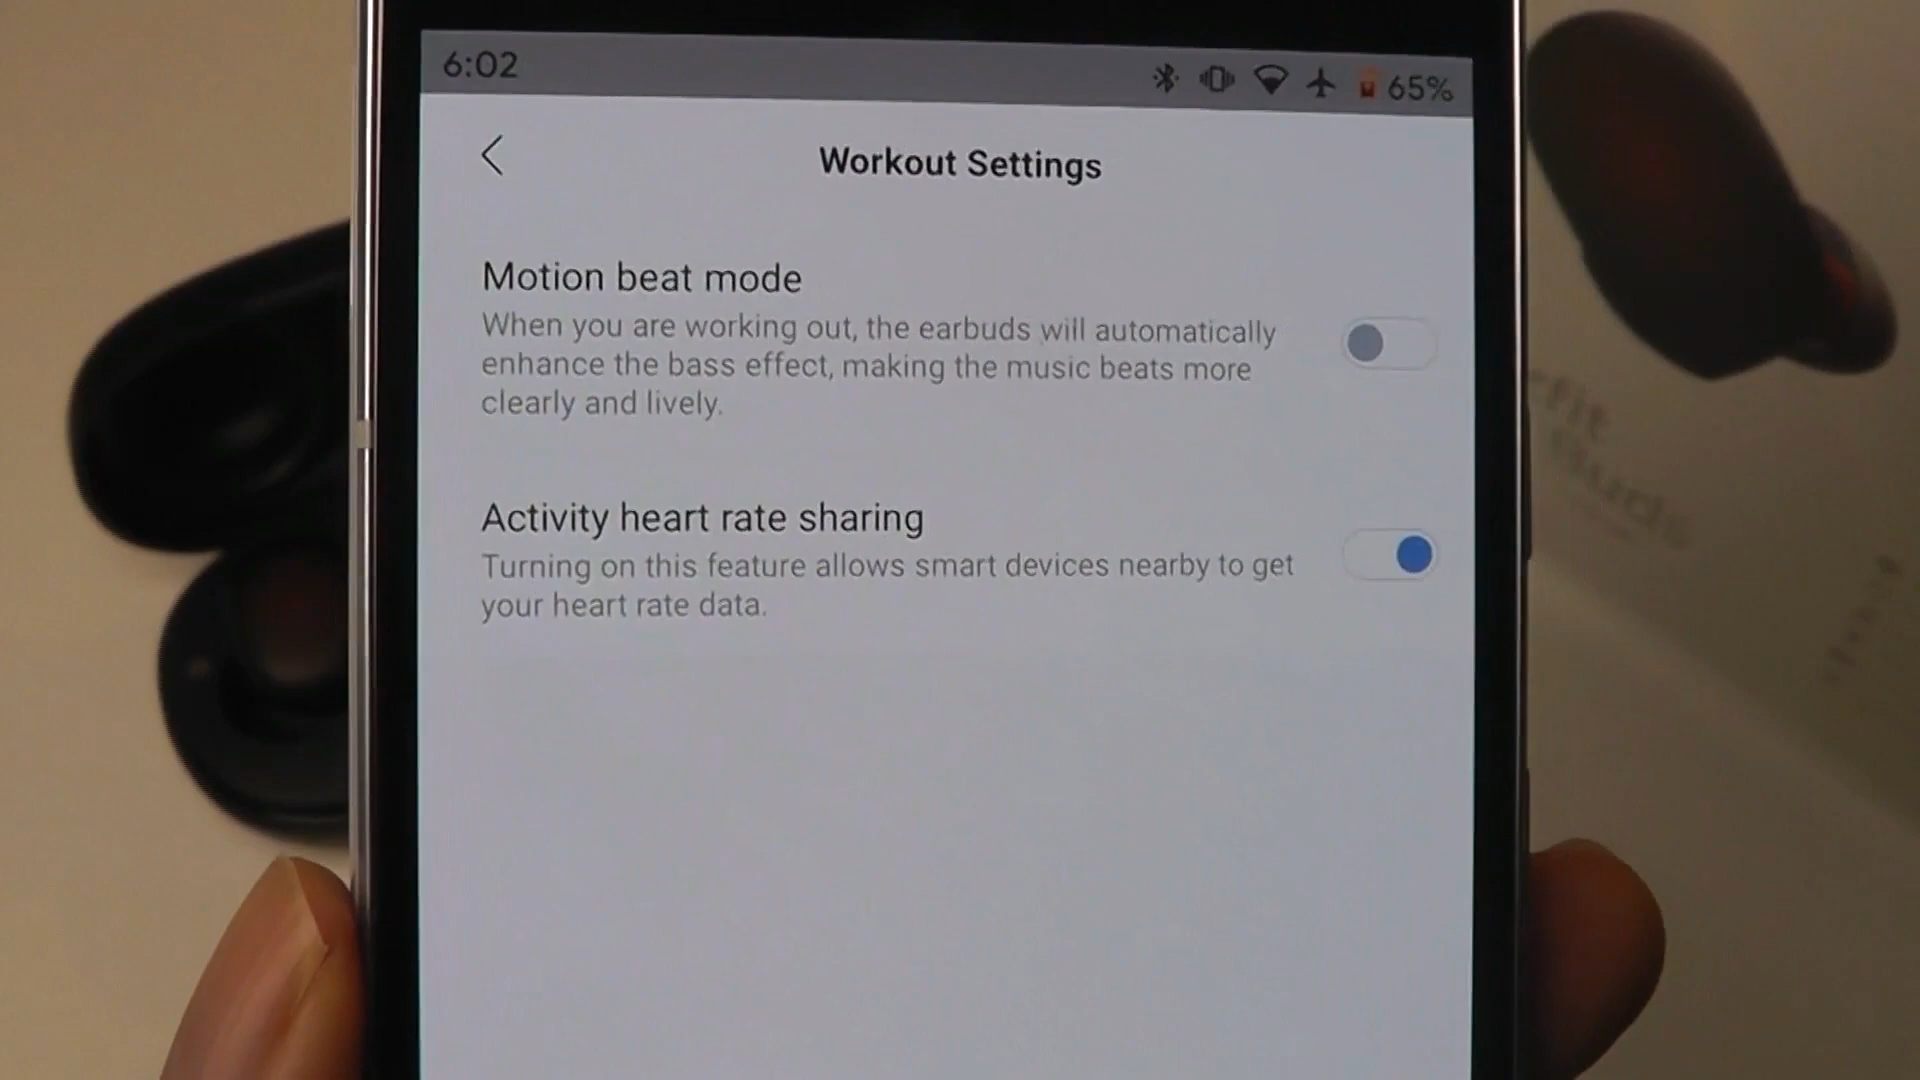 6:02
65%
Workout Settings
Motion beat mode
When you are working out, the earbuds will automatically
enhance the bass effect, making the music beats more
clearly and lively.
Activity heart rate sharing
Turning on this feature allows smart devices nearby to get
your heart rate data.